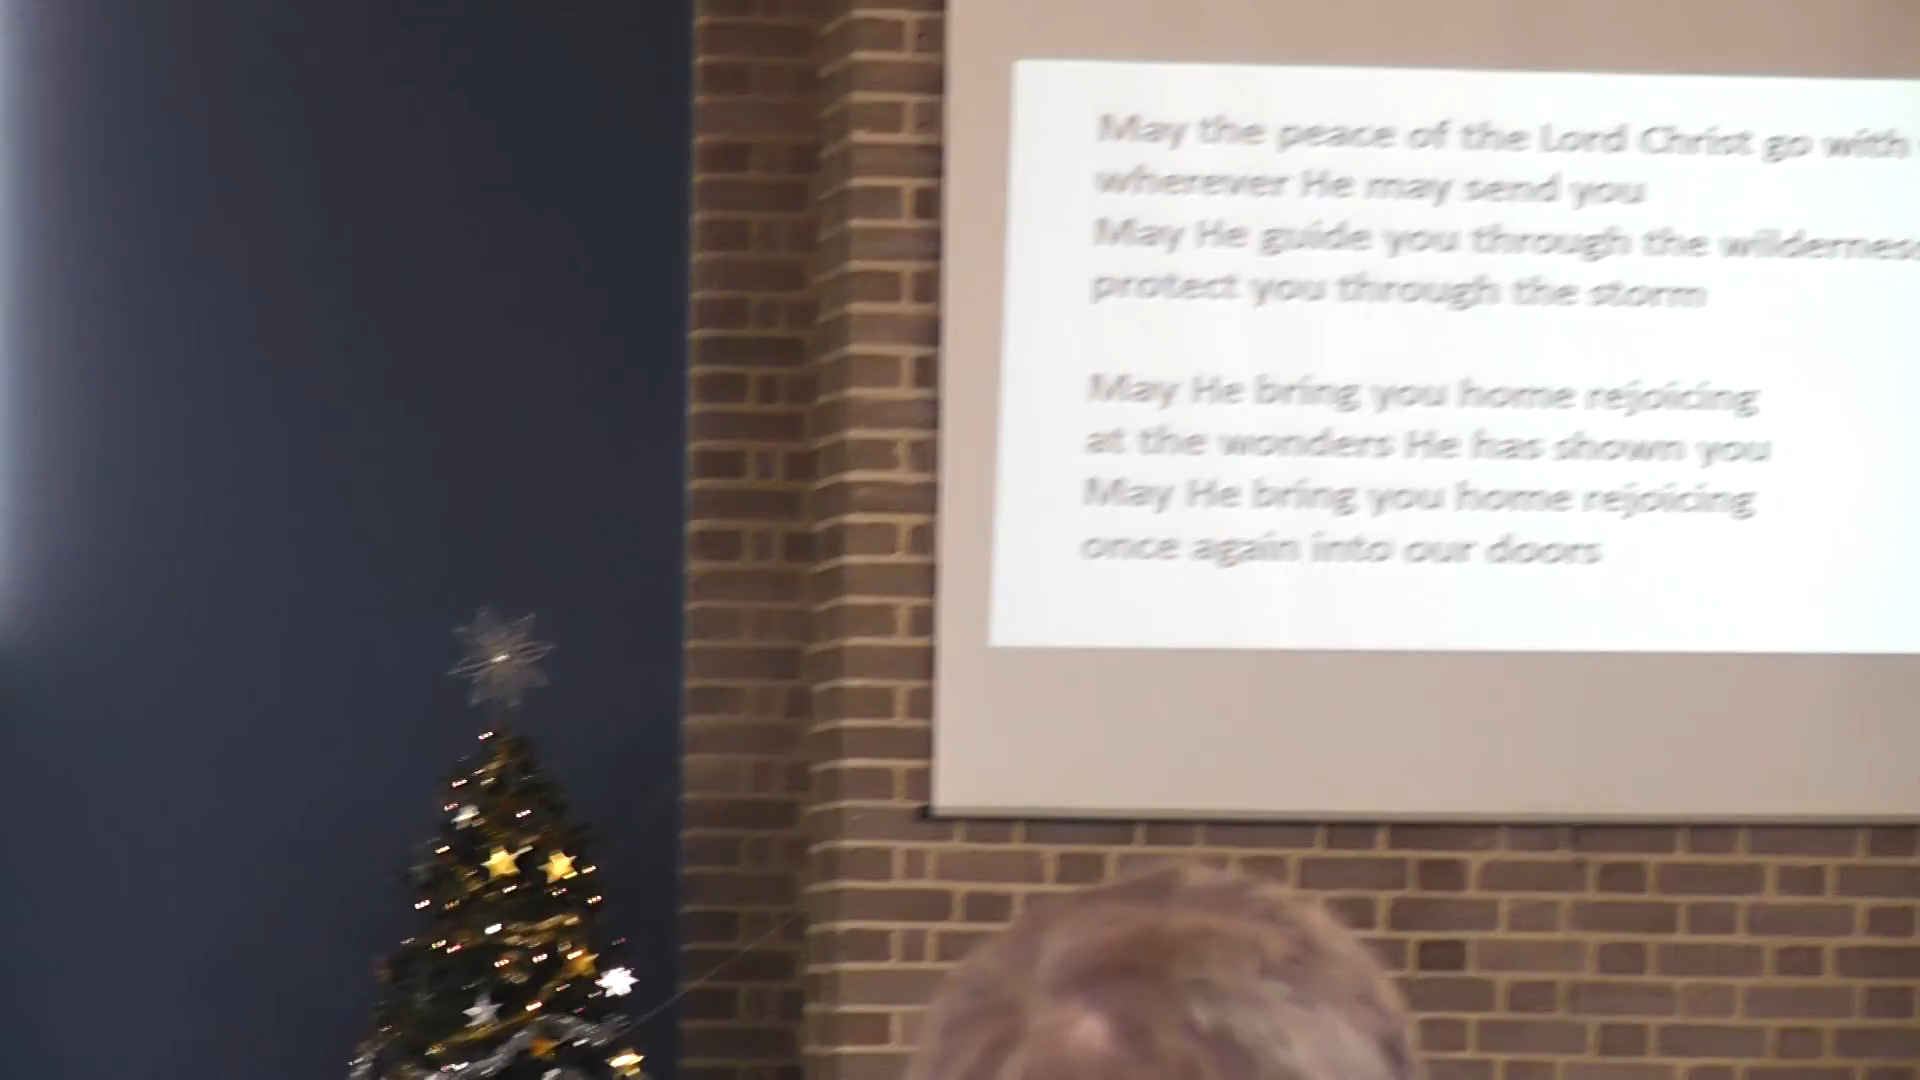 May the peace of the Lord Christ go with
wherever He may send you
May He guide you through the wilderness
protect you through the storm
May He bring you home rejoicing
at the wonders He has shown you
May He bring you home rejoicing
once again into our doors